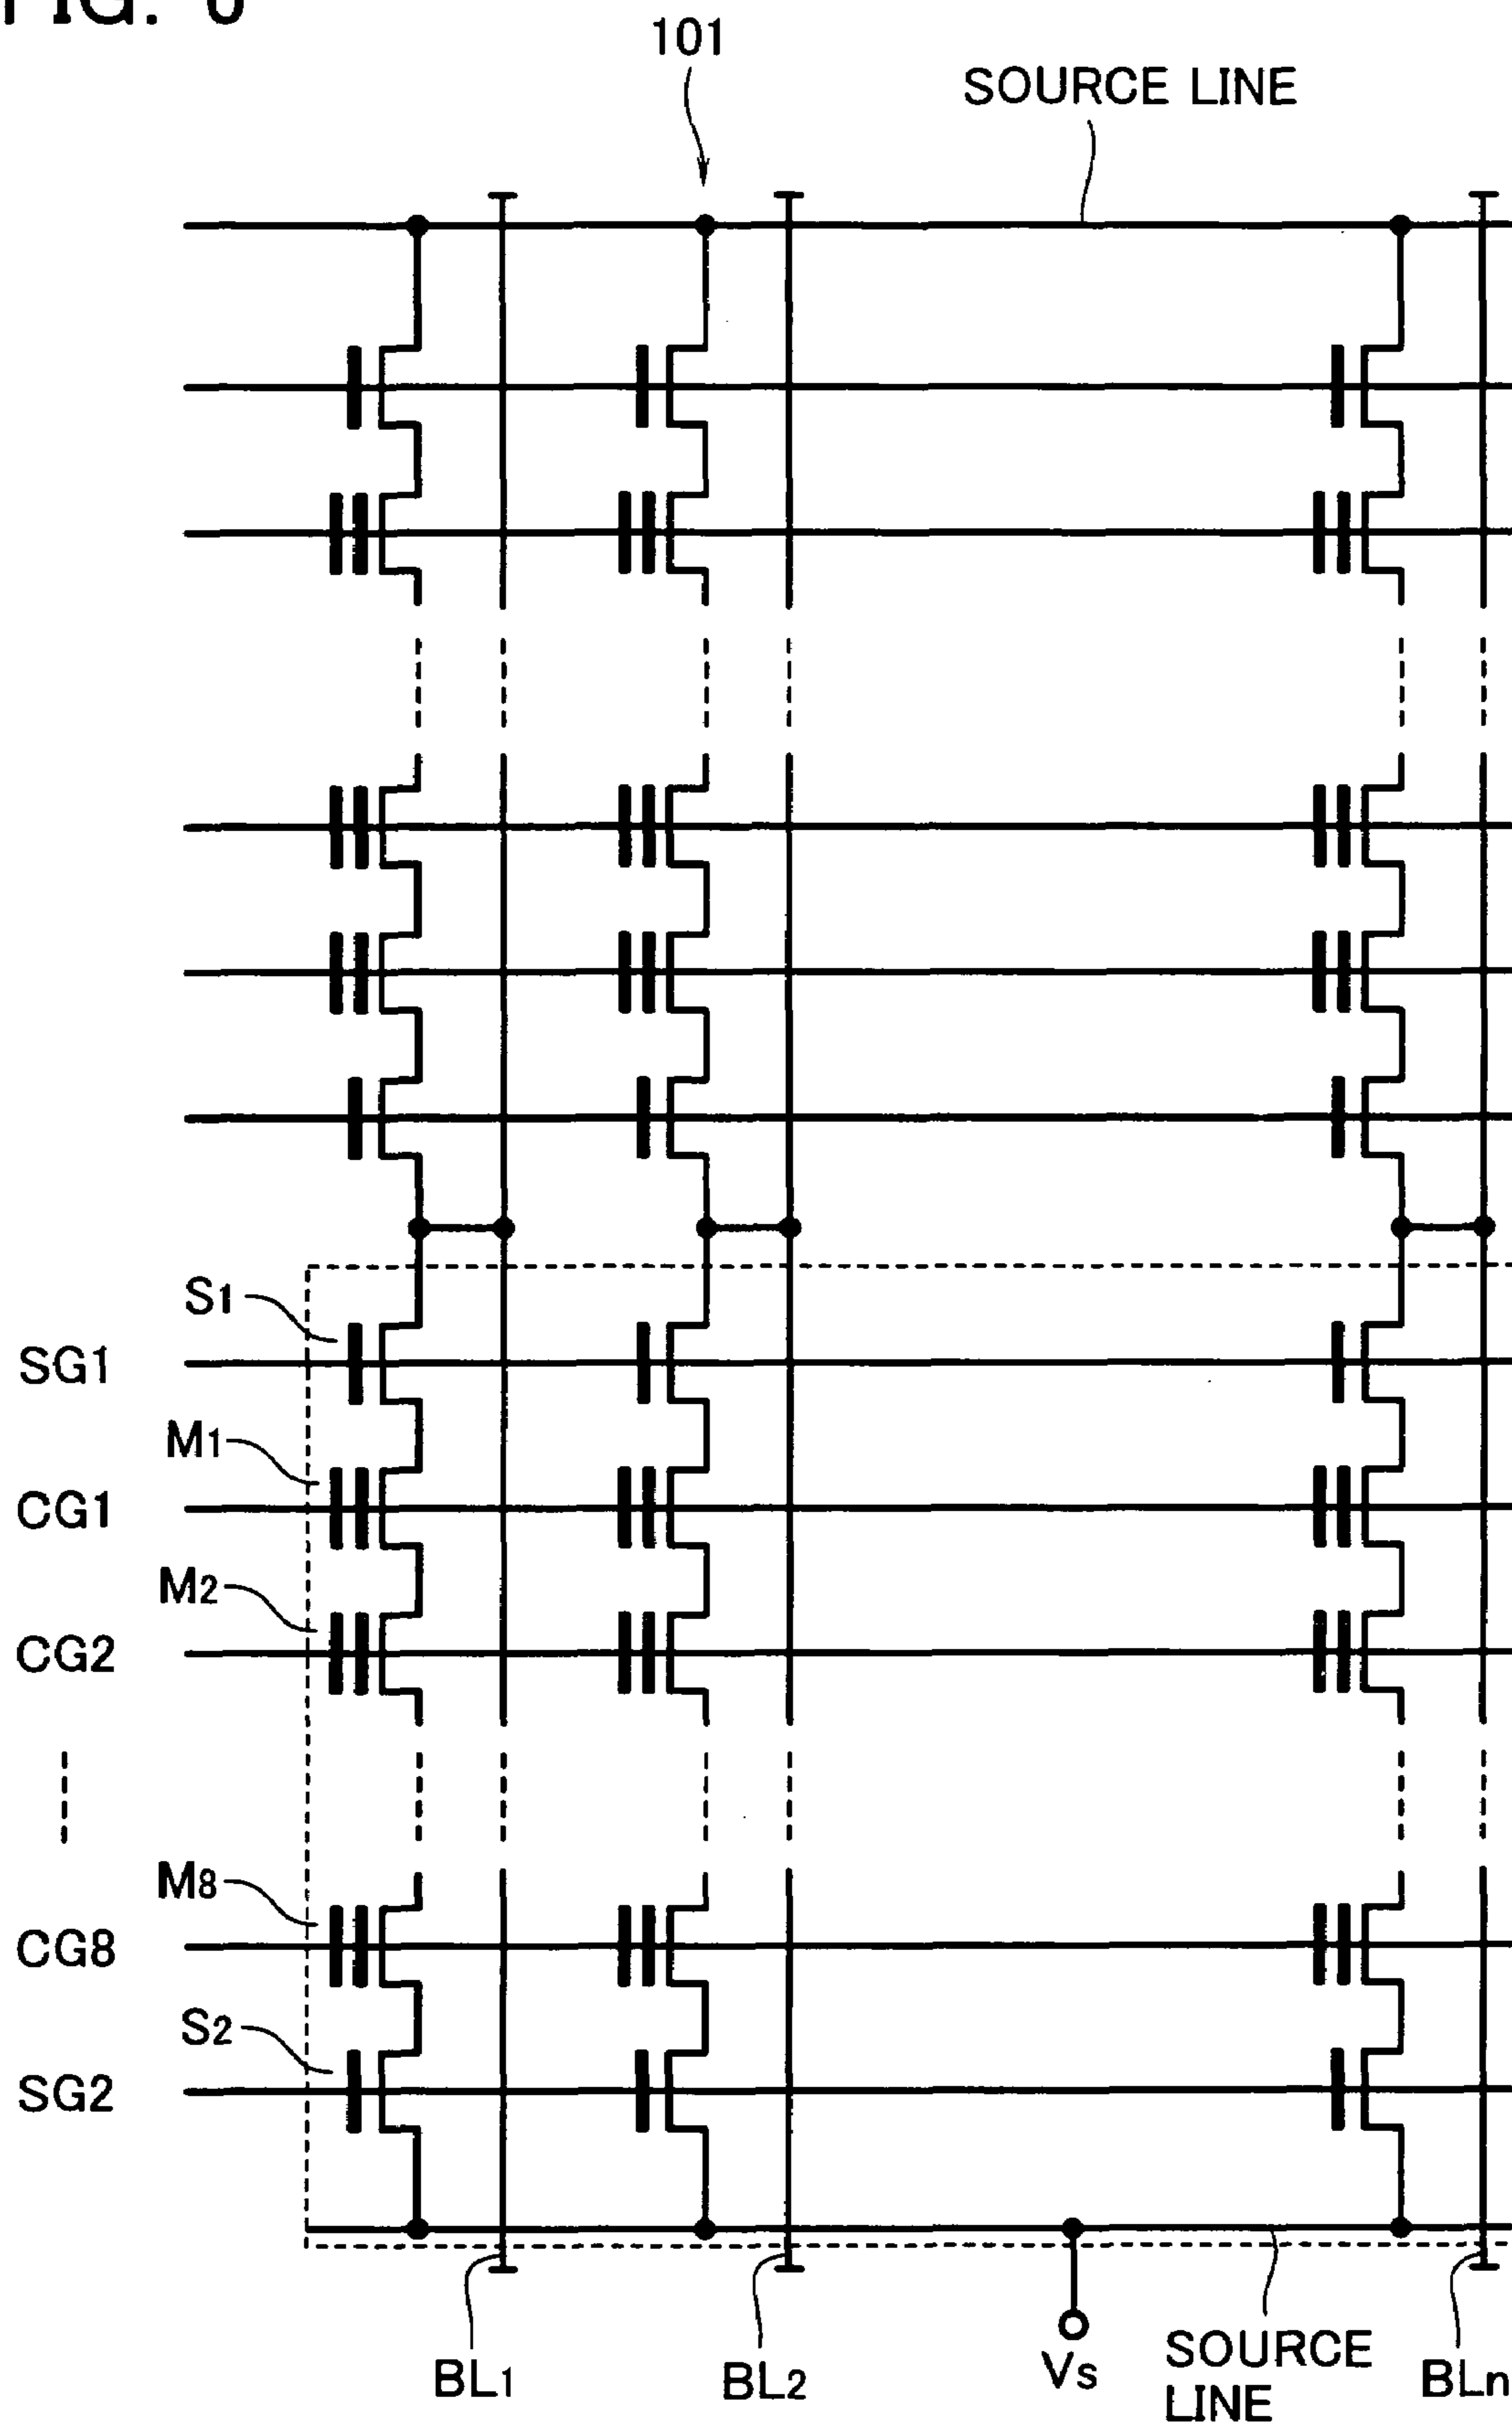 FIG.
101
SOURCE LINE
S1
SG1
M1
CG1
M2
CG2
M8
CG8
S2
SG2
BL1
BL2
Vs
SOURCE
LINE
BLn